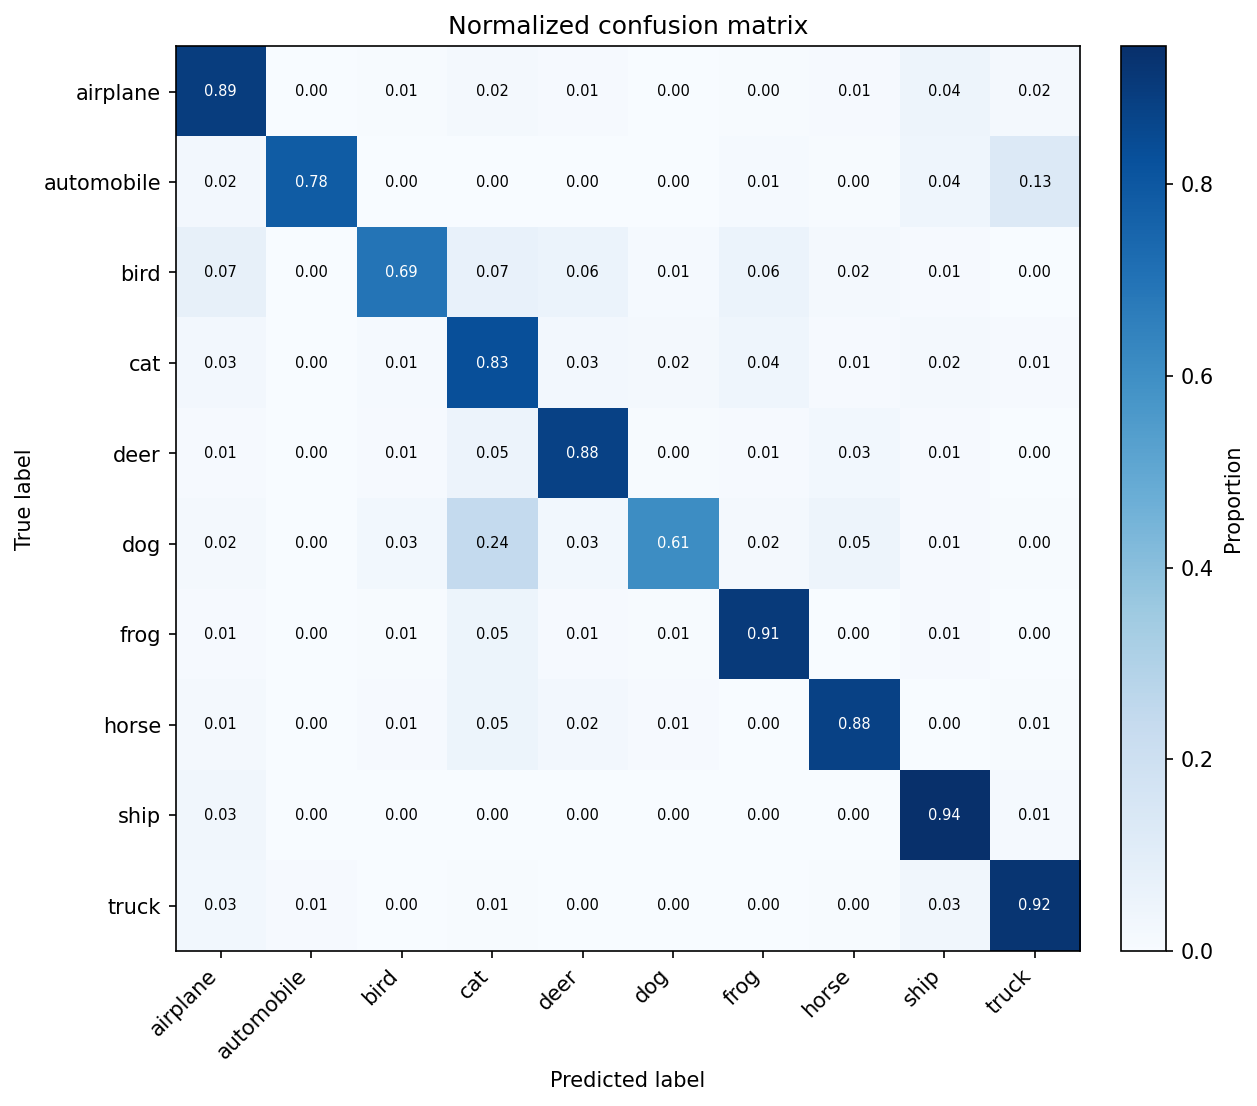 Normalized confusion matrix
True label
airplane 0.89 0.00 0.01 0.02 0.01 0.00 0.00 0.01 0.04 0.02
automobile 0.02 0.78 0.00 0.00 0.00 0.00 0.01 0.00 0.04 0.13
bird 0.07 0.00 0.69 0.07 0.06 0.01 0.06 0.02 0.01 0.00
cat 0.03 0.00 0.01 0.83 0.03 0.02 0.04 0.01 0.02 0.01
deer 0.01 0.00 0.01 0.05 0.88 0.00 0.01 0.03 0.01 0.00
dog 0.02 0.00 0.03 0.24 0.03 0.61 0.02 0.05 0.01 0.00
frog 0.01 0.00 0.01 0.05 0.01 0.01 0.91 0.00 0.01 0.00
horse 0.01 0.00 0.01 0.05 0.02 0.01 0.00 0.88 0.00 0.01
ship 0.03 0.00 0.00 0.00 0.00 0.00 0.00 0.00 0.94 0.01
truck 0.03 0.01 0.00 0.01 0.00 0.00 0.00 0.00 0.03 0.92
airplane automobile bird cat deer dog frog horse ship truck
Predicted label
0.8
0.6
0.4
0.2
0.0
Proportion